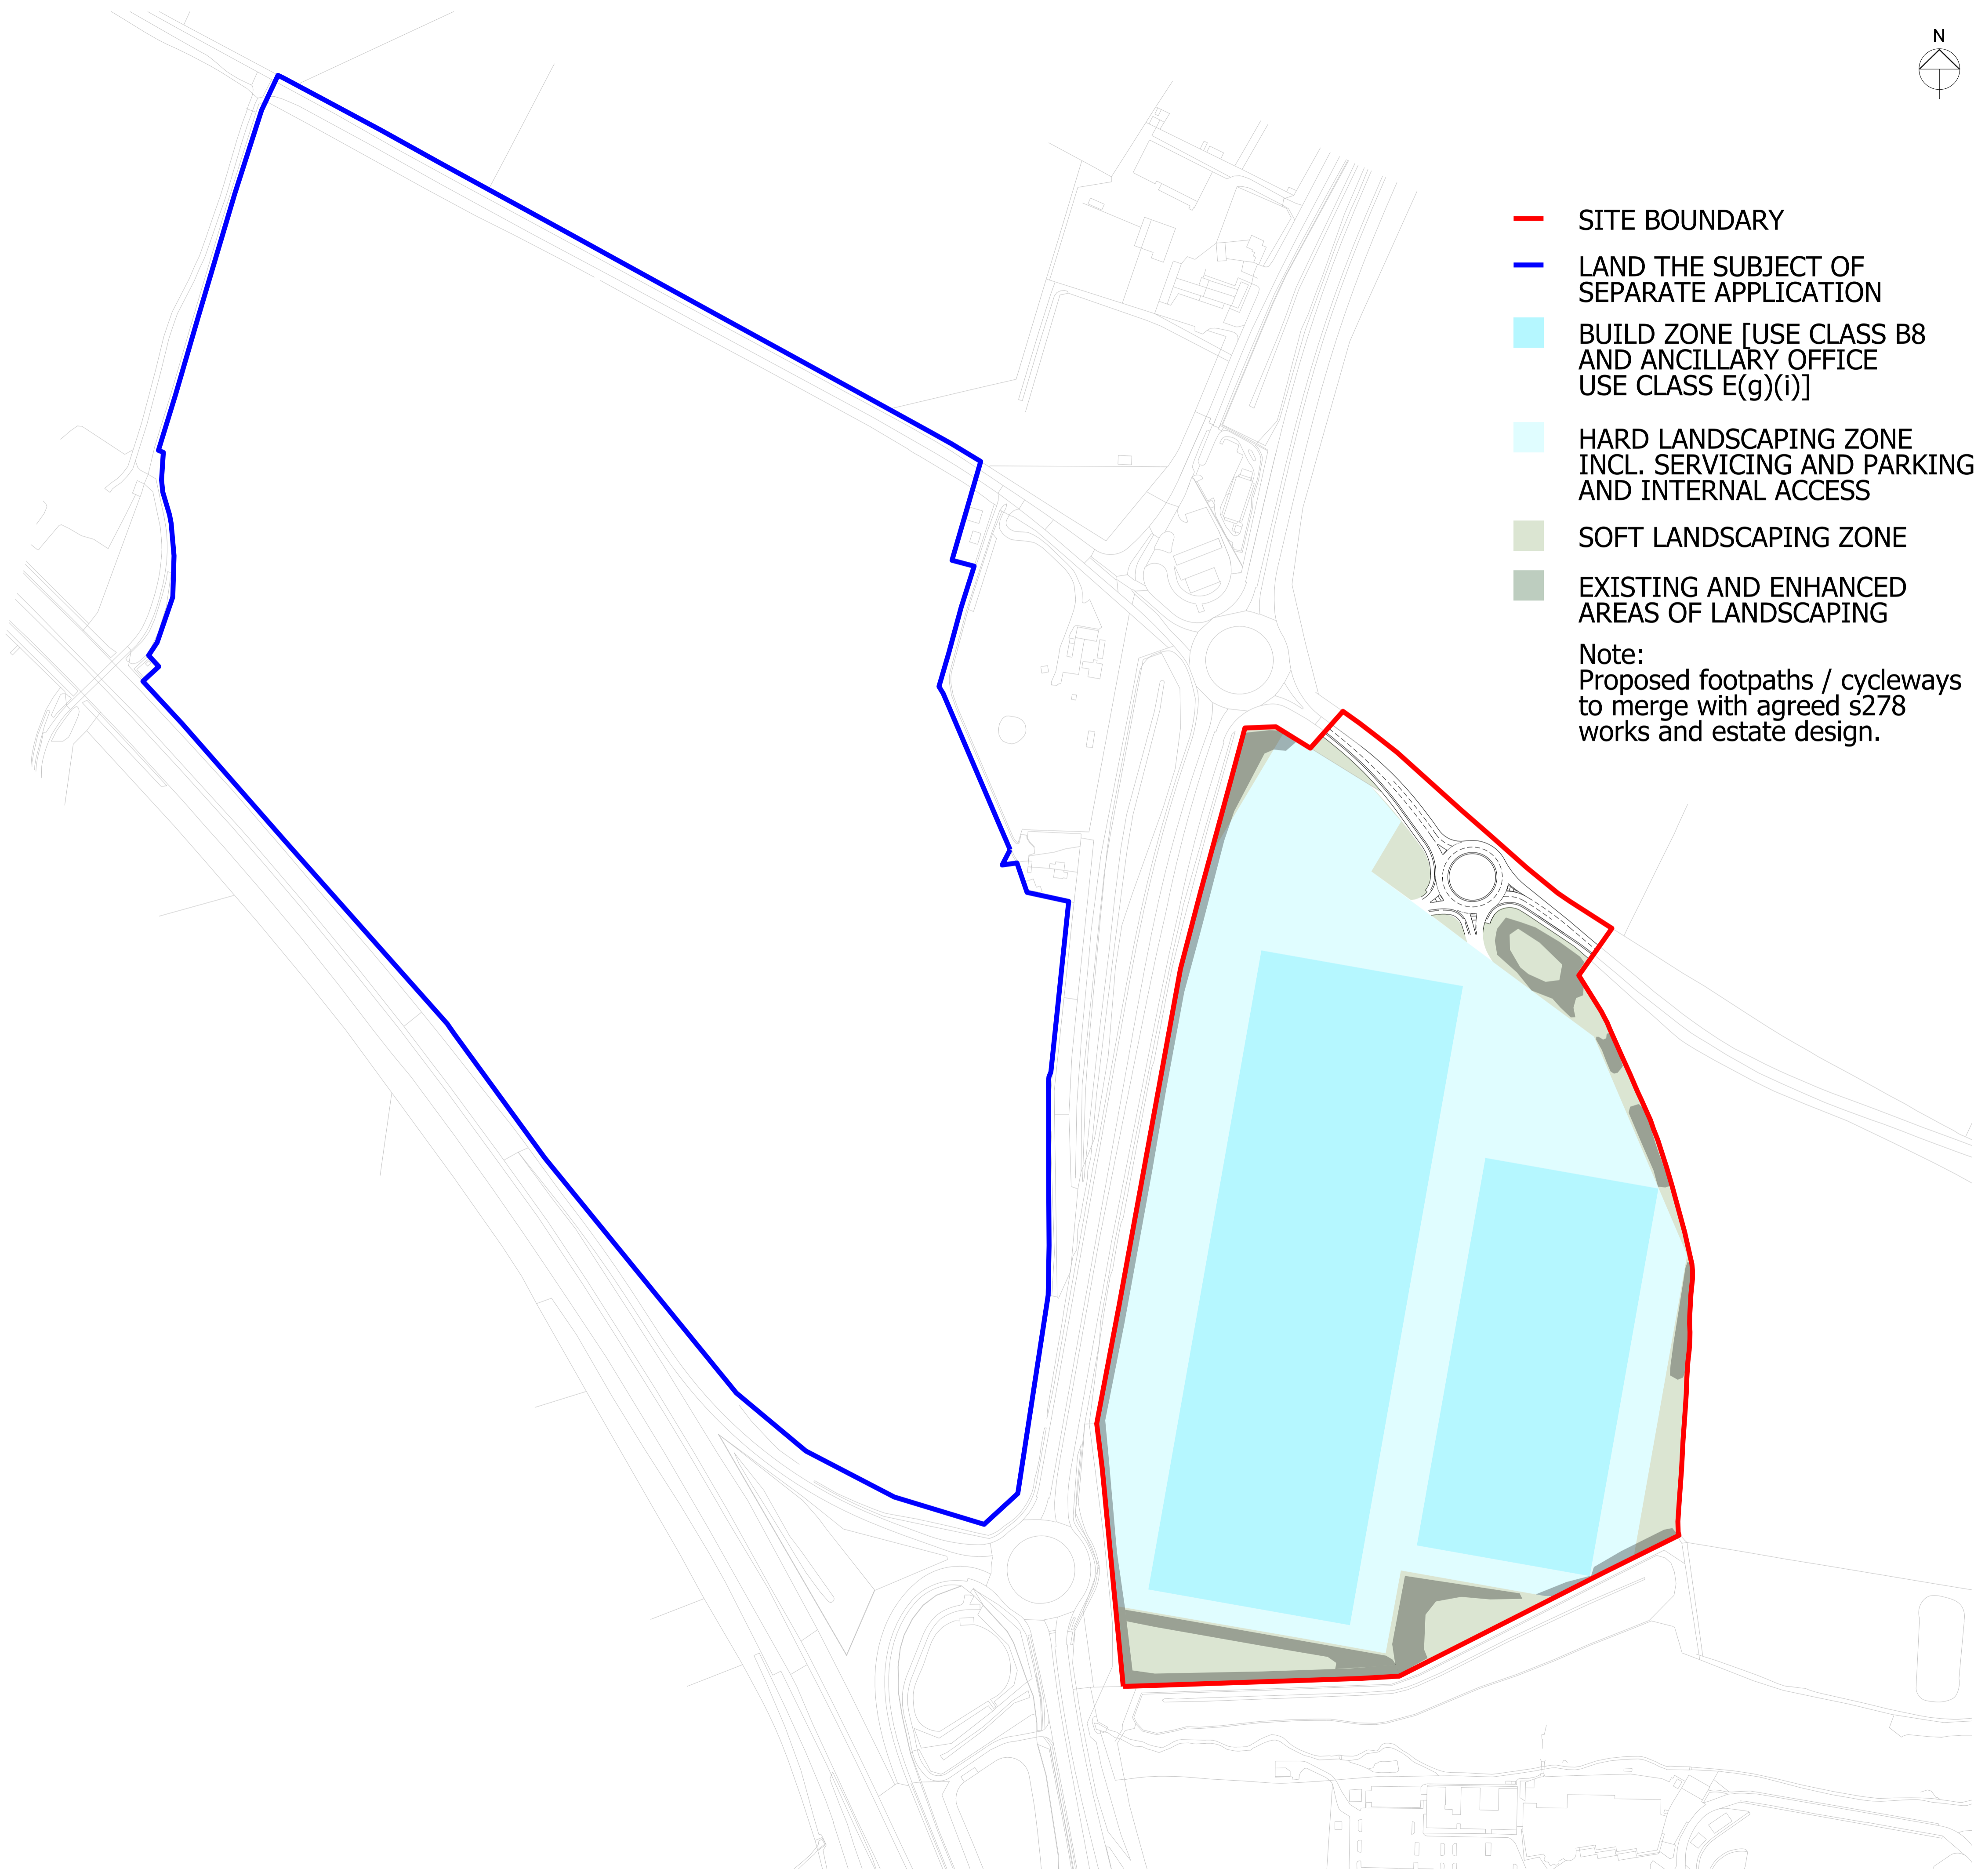 N
SITE BOUNDARY
LAND THE SUBJECT OF
SEPARATE APPLICATION
BUILD ZONE [USE CLASS B8
AND ANCILLARY OFFICE
USE CLASS E(g)(i)]
HARD LANDSCAPING ZONE
INCL. SERVICING AND PARKING
AND INTERNAL ACCESS
SOFT LANDSCAPING ZONE
EXISTING AND ENHANCED
AREAS OF LANDSCAPING
Note:
Proposed footpaths / cycleways
to merge with agreed s278
works and estate design.